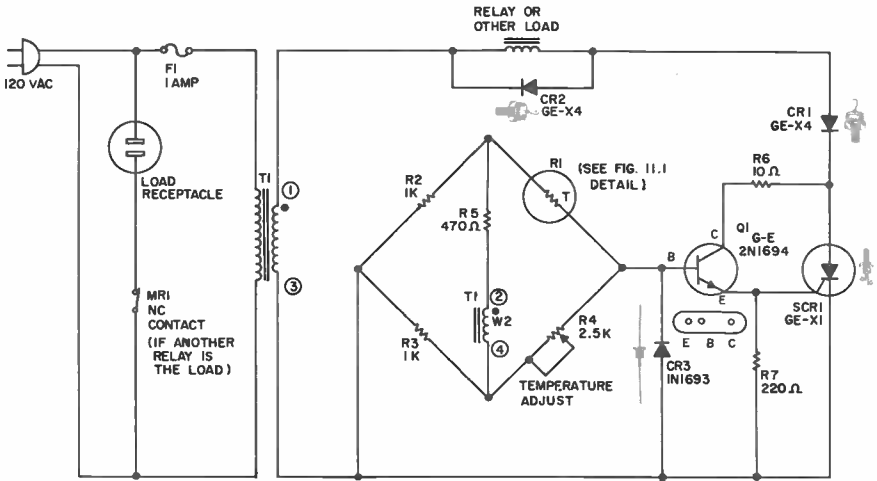 RELAY OR
OTHER LOAD
120 VAC
F1
1 AMP
LOAD
RECEPTACLE
MR1
NC
CONTACT
(IF ANOTHER
RELAY IS
THE LOAD)
T1
1
3
CR2
GE-X4
CR1
GE-X4
R2
1K
R5
470Ω
R1
T
(SEE FIG. 11.1
DETAIL)
R6
10Ω
C
Q1
G-E
2N1694
B
E
SCR1
GE-X1
T1
2
W2
4
R3
1K
R4
2.5K
TEMPERATURE
ADJUST
CR3
1N1693
E B C
R7
220Ω